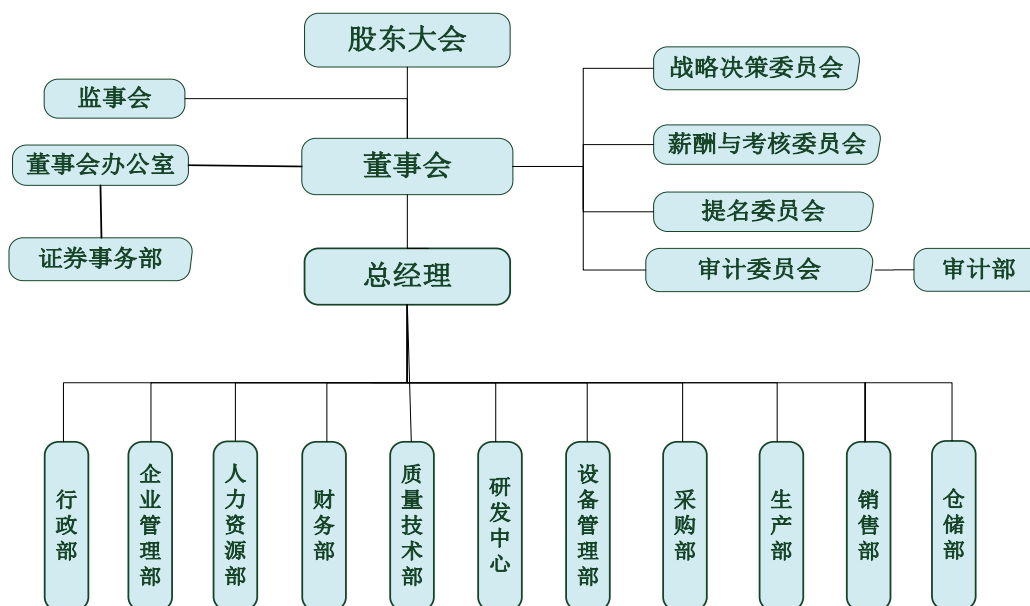 股东大会
战略决策委员会
监事会
薪酬与考核委员会
董事会办公室
董事会
提名委员会
证券事务部
总经理
审计委员会
审计部
行政部
企业管理部
人力资源部
财务部
质量技术部
研发中心
设备管理部
采购部
生产部
销售部
仓储部